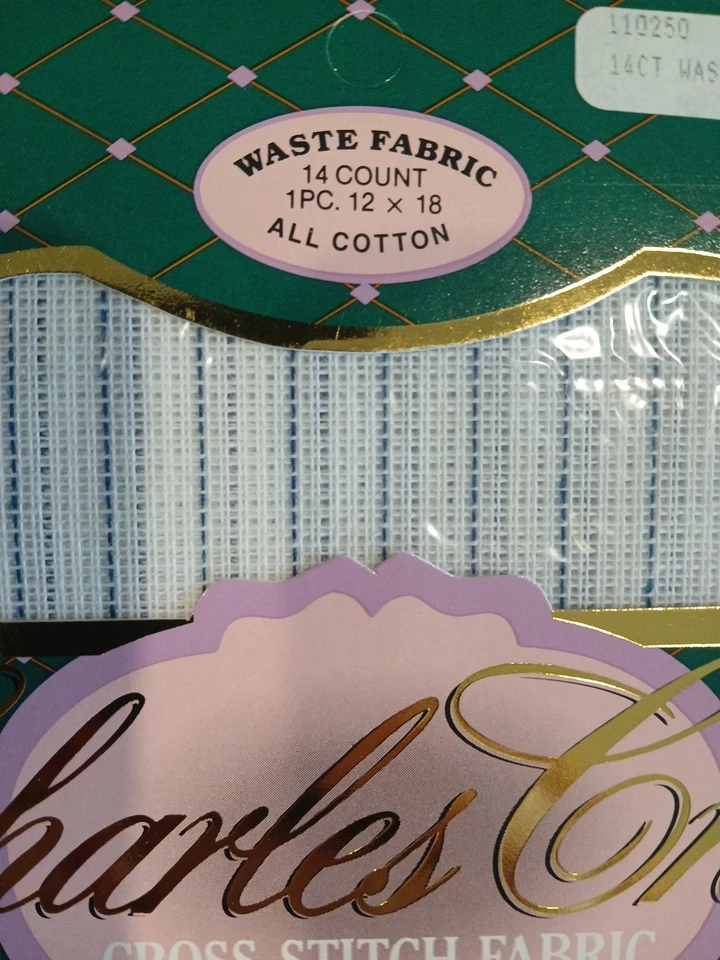 110250
14CT WAS
WASTE FABRIC
14 COUNT
1PC. 12 × 18
ALL COTTON
harles Cr
CROSS STITCH FABRIC